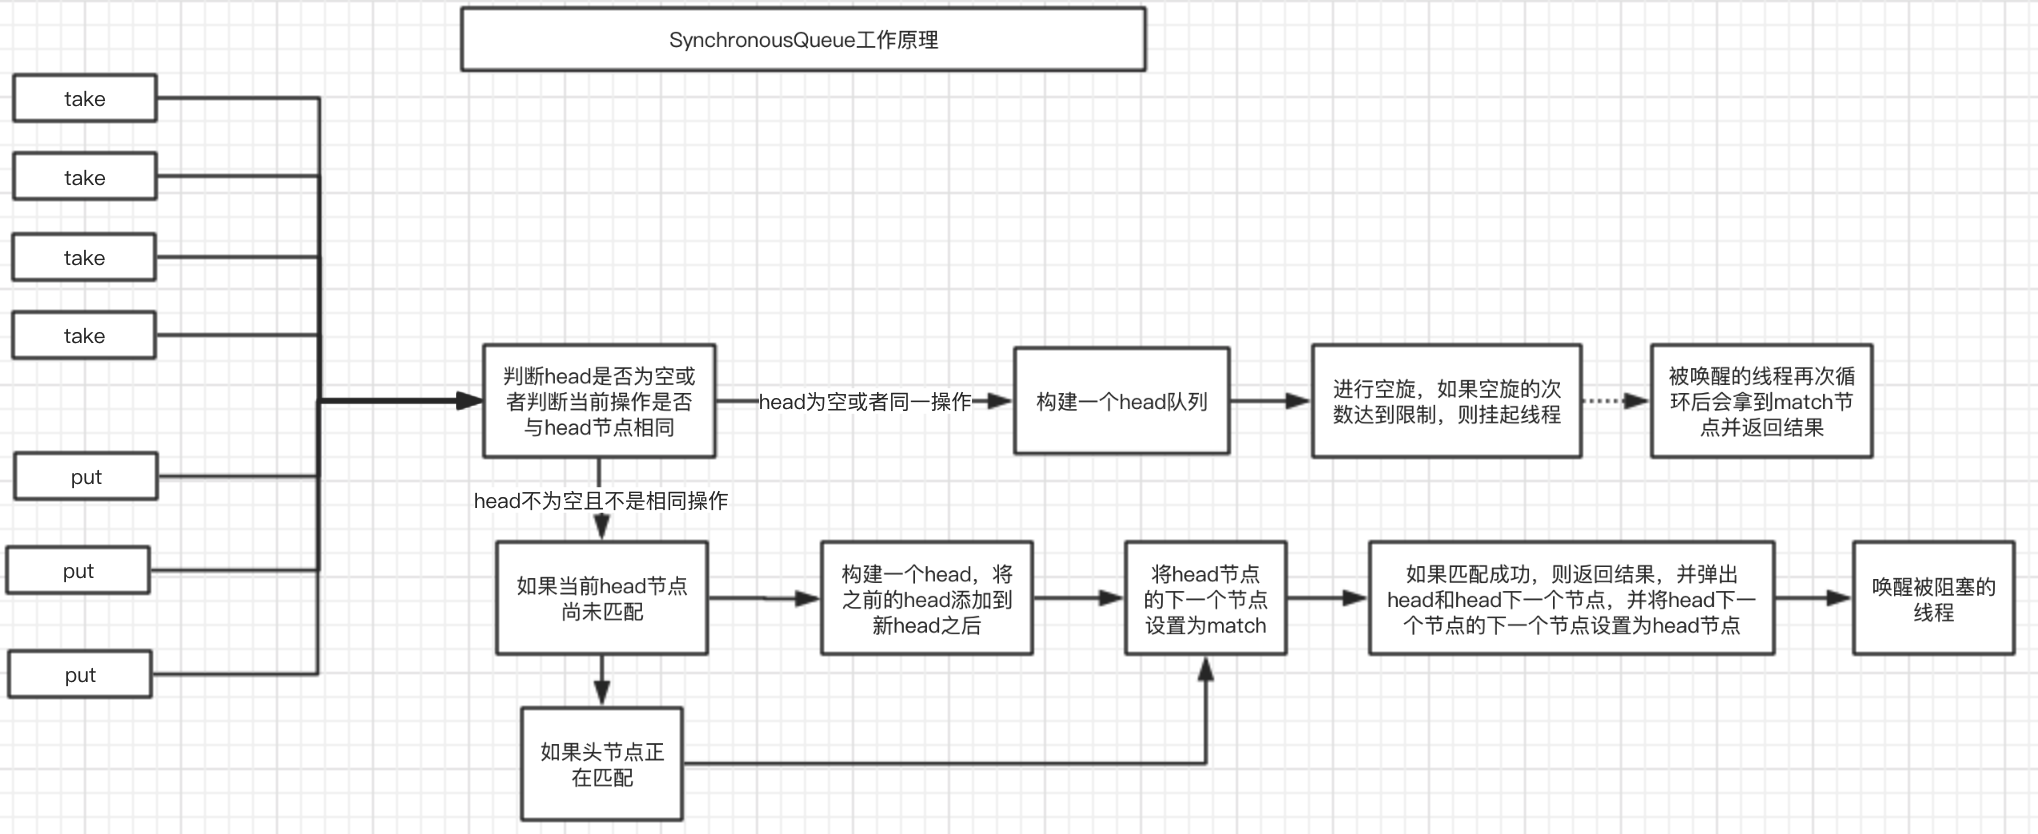 SynchronousQueue工作原理
take
take
take
take
put
put
put
判断head是否为空或
者判断当前操作是否
与head节点相同
head为空或者同一操作
构建一个head队列
进行空旋，如果空旋的次
数达到限制，则挂起线程
被唤醒的线程再次循
环后会拿到match节
点并返回结果
head不为空且不是相同操作
如果当前head节点
尚未匹配
构建一个head，将
之前的head添加到
新head之后
将head节点
的下一个节点
设置为match
如果匹配成功，则返回结果，并弹出
head和head下一个节点，并将head下一
个节点的下一个节点设置为head节点
唤醒被阻塞的
线程
如果头节点正
在匹配